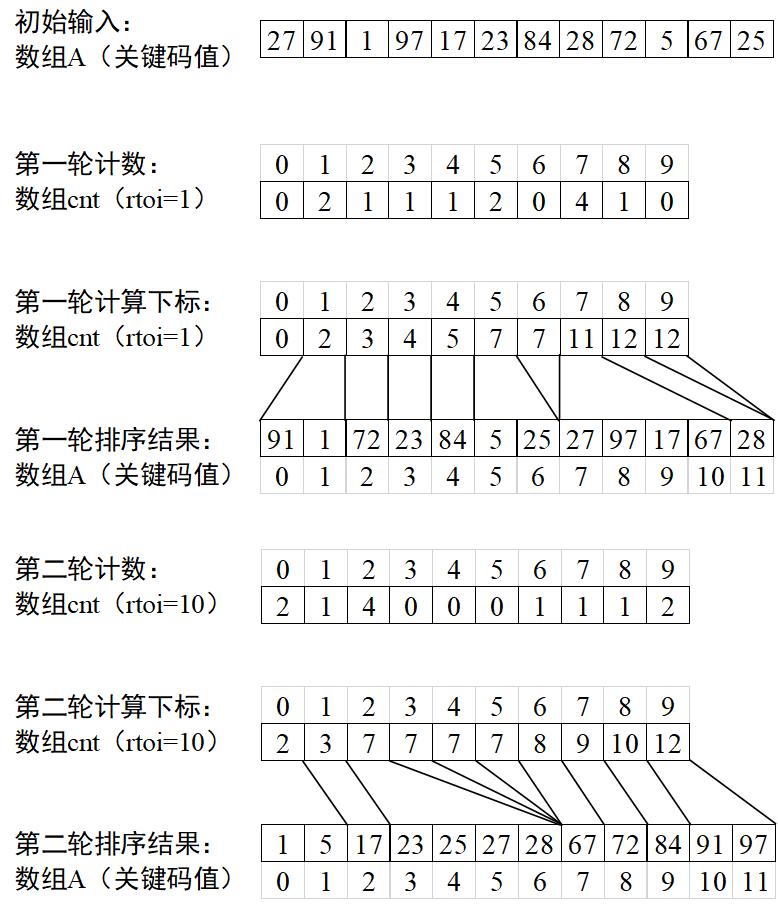 初始输入：
数组A（关键码值）
27 91 1 97 17 23 84 28 72 5 67 25
第一轮计数：
0 1 2 3 4 5 6 7 8 9
数组cnt（rtoi=1）
0 2 1 1 1 2 0 4 1 0
第一轮计算下标：
0 1 2 3 4 5 6 7 8 9
数组cnt（rtoi=1）
0 2 3 4 5 7 7 11 12 12
第一轮排序结果：
91 1 72 23 84 5 25 27 97 17 67 28
数组A（关键码值）
0 1 2 3 4 5 6 7 8 9 10 11
第二轮计数：
0 1 2 3 4 5 6 7 8 9
数组cnt（rtoi=10）
2 1 4 0 0 0 1 1 1 2
第二轮计算下标：
0 1 2 3 4 5 6 7 8 9
数组cnt（rtoi=10）
2 3 7 7 7 7 8 9 10 12
第二轮排序结果：
1 5 17 23 25 27 28 67 72 84 91 97
数组A（关键码值）
0 1 2 3 4 5 6 7 8 9 10 11